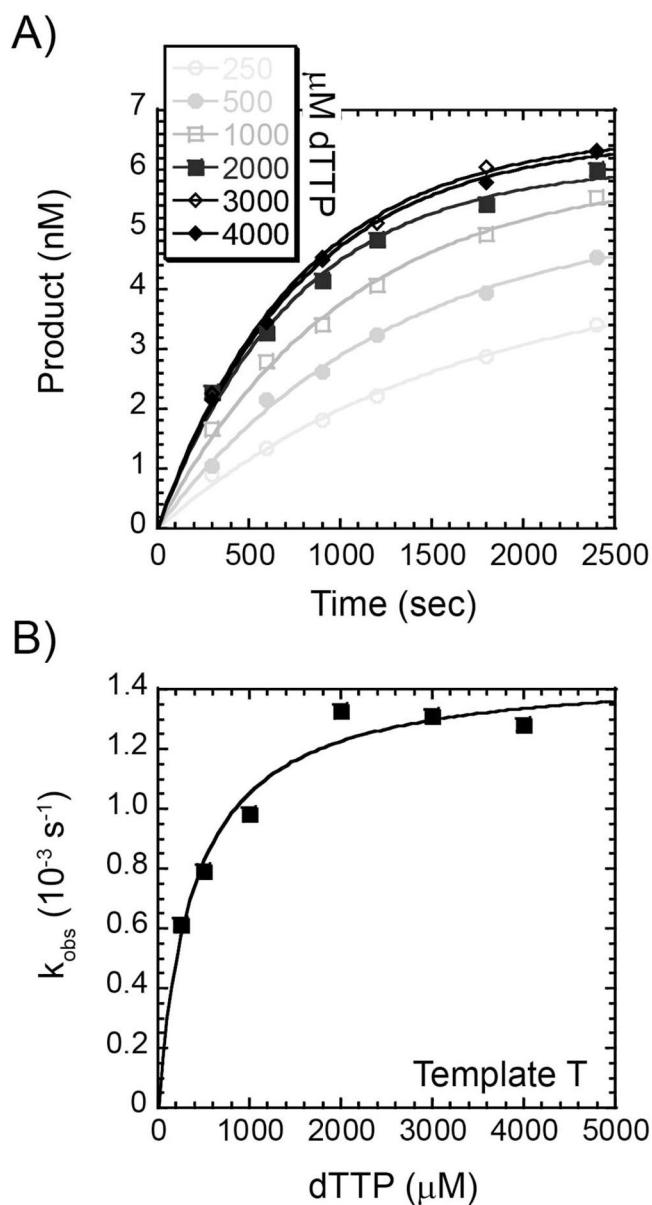 A)
250
500
1000
2000
3000
4000
μM dTTP
7
6
5
4
3
2
1
0
Product (nM)
0 500 1000 1500 2000 2500
Time (sec)
B)
1.4
1.2
1.0
0.8
0.6
0.4
0.2
0
k_obs (10^-3 s^-1)
Template T
0 1000 2000 3000 4000 5000
dTTP (μM)